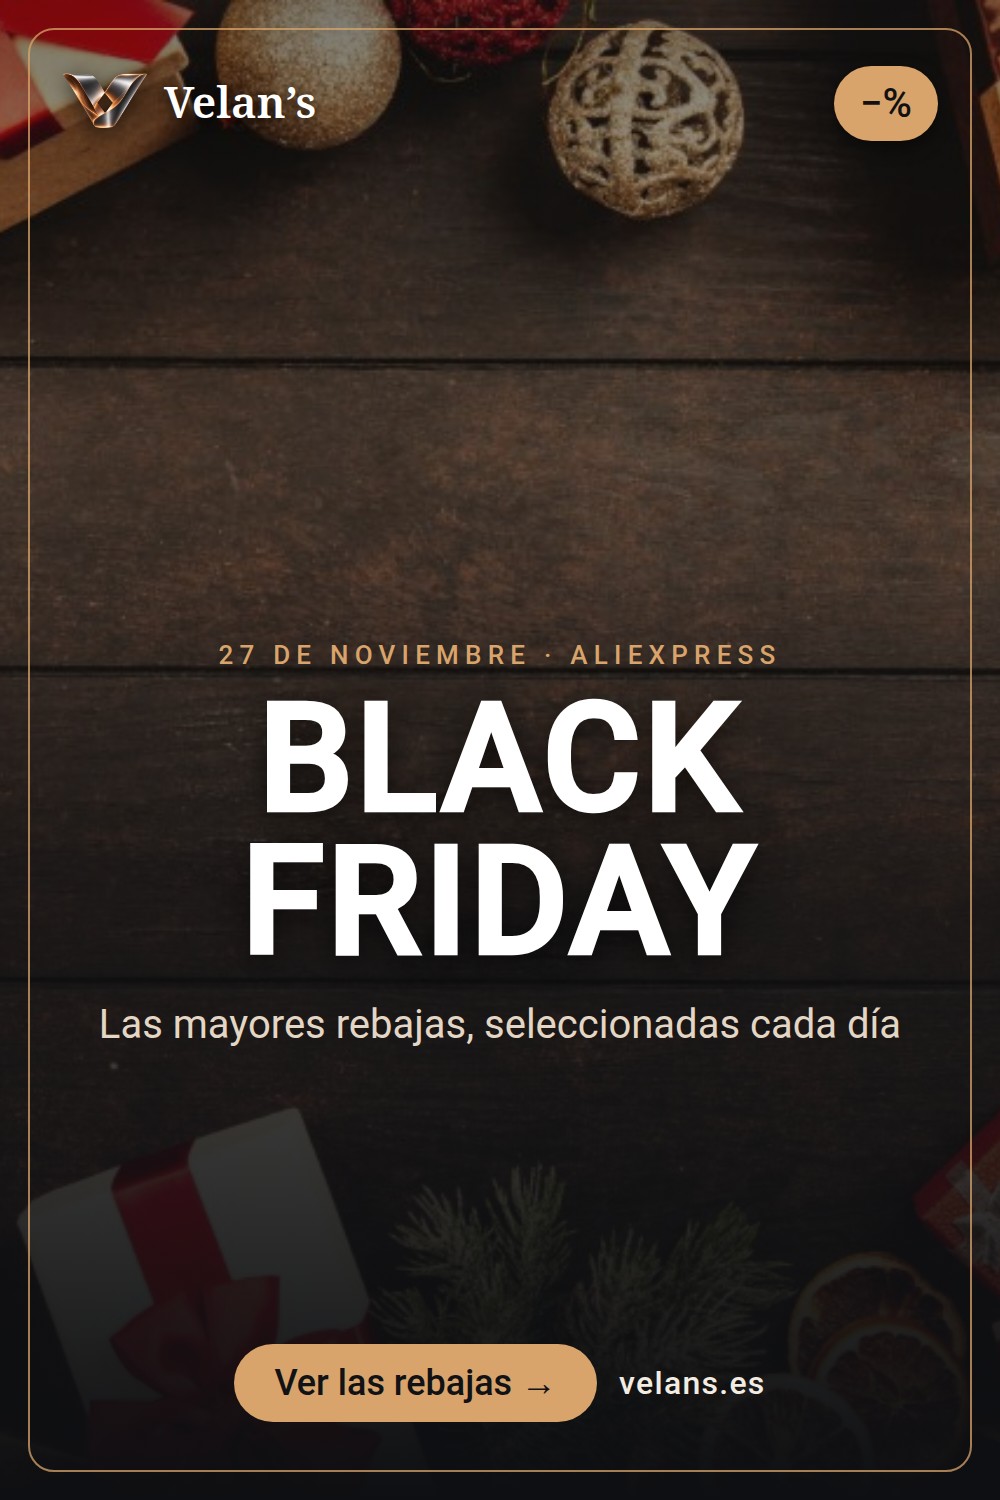 Velan’s
–%
27 DE NOVIEMBRE · ALIEXPRESS
BLACK
FRIDAY
Las mayores rebajas, seleccionadas cada día
Ver las rebajas →
velans.es